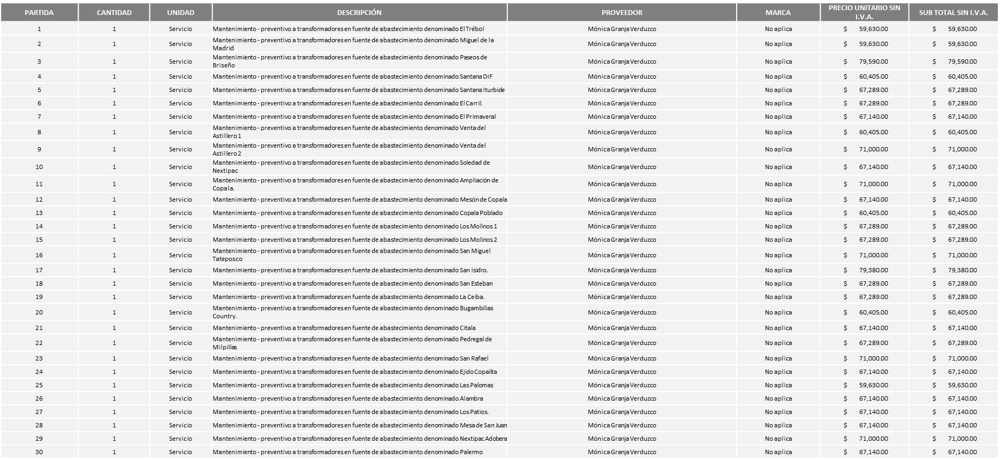 PARTIDA CANTIDAD UNIDAD DESCRIPCIÓN PROVEEDOR MARCA PRECIO UNITARIO SIN I.V.A. SUB TOTAL SIN I.V.A.
1 1 Servicio Mantenimiento - preventivo a transformadores en fuente de abastecimiento denominado El Trébol Mónica Granja Verduzco No aplica $ 59,630.00 $ 59,630.00
2 1 Servicio Mantenimiento - preventivo a transformadores en fuente de abastecimiento denominado Miguel de la Madrid Mónica Granja Verduzco No aplica $ 59,630.00 $ 59,630.00
3 1 Servicio Mantenimiento - preventivo a transformadores en fuente de abastecimiento denominado Paseos de Briseño Mónica Granja Verduzco No aplica $ 79,590.00 $ 79,590.00
4 1 Servicio Mantenimiento - preventivo a transformadores en fuente de abastecimiento denominado Santana DIF Mónica Granja Verduzco No aplica $ 60,405.00 $ 60,405.00
5 1 Servicio Mantenimiento - preventivo a transformadores en fuente de abastecimiento denominado Santana Iturbide Mónica Granja Verduzco No aplica $ 67,289.00 $ 67,289.00
6 1 Servicio Mantenimiento - preventivo a transformadores en fuente de abastecimiento denominado El Carril. Mónica Granja Verduzco No aplica $ 67,289.00 $ 67,289.00
7 1 Servicio Mantenimiento - preventivo a transformadores en fuente de abastecimiento denominado El Primaveral Mónica Granja Verduzco No aplica $ 67,140.00 $ 67,140.00
8 1 Servicio Mantenimiento - preventivo a transformadores en fuente de abastecimiento denominado Venta del Astillero 1 Mónica Granja Verduzco No aplica $ 60,405.00 $ 60,405.00
9 1 Servicio Mantenimiento - preventivo a transformadores en fuente de abastecimiento denominado Venta del Astillero 2 Mónica Granja Verduzco No aplica $ 71,000.00 $ 71,000.00
10 1 Servicio Mantenimiento - preventivo a transformadores en fuente de abastecimiento denominado Soledad de Nextipac Mónica Granja Verduzco No aplica $ 67,140.00 $ 67,140.00
11 1 Servicio Mantenimiento - preventivo a transformadores en fuente de abastecimiento denominado Ampliación de Copala. Mónica Granja Verduzco No aplica $ 71,000.00 $ 71,000.00
12 1 Servicio Mantenimiento - preventivo a transformadores en fuente de abastecimiento denominado Mesón de Copala Mónica Granja Verduzco No aplica $ 67,140.00 $ 67,140.00
13 1 Servicio Mantenimiento - preventivo a transformadores en fuente de abastecimiento denominado Copala Poblado Mónica Granja Verduzco No aplica $ 60,405.00 $ 60,405.00
14 1 Servicio Mantenimiento - preventivo a transformadores en fuente de abastecimiento denominado Los Molinos 1 Mónica Granja Verduzco No aplica $ 67,289.00 $ 67,289.00
15 1 Servicio Mantenimiento - preventivo a transformadores en fuente de abastecimiento denominado Los Molinos 2 Mónica Granja Verduzco No aplica $ 67,289.00 $ 67,289.00
16 1 Servicio Mantenimiento - preventivo a transformadores en fuente de abastecimiento denominado San Miguel Tateposco Mónica Granja Verduzco No aplica $ 71,000.00 $ 71,000.00
17 1 Servicio Mantenimiento - preventivo a transformadores en fuente de abastecimiento denominado San Isidro. Mónica Granja Verduzco No aplica $ 79,380.00 $ 79,380.00
18 1 Servicio Mantenimiento - preventivo a transformadores en fuente de abastecimiento denominado San Esteban Mónica Granja Verduzco No aplica $ 67,289.00 $ 67,289.00
19 1 Servicio Mantenimiento - preventivo a transformadores en fuente de abastecimiento denominado La Ceiba. Mónica Granja Verduzco No aplica $ 67,289.00 $ 67,289.00
20 1 Servicio Mantenimiento - preventivo a transformadores en fuente de abastecimiento denominado Bugambilias Country. Mónica Granja Verduzco No aplica $ 60,405.00 $ 60,405.00
21 1 Servicio Mantenimiento - preventivo a transformadores en fuente de abastecimiento denominado Citala Mónica Granja Verduzco No aplica $ 67,140.00 $ 67,140.00
22 1 Servicio Mantenimiento - preventivo a transformadores en fuente de abastecimiento denominado Pedregal de Milpillas Mónica Granja Verduzco No aplica $ 67,289.00 $ 67,289.00
23 1 Servicio Mantenimiento - preventivo a transformadores en fuente de abastecimiento denominado San Rafael Mónica Granja Verduzco No aplica $ 71,000.00 $ 71,000.00
24 1 Servicio Mantenimiento - preventivo a transformadores en fuente de abastecimiento denominado Ejido Copalita Mónica Granja Verduzco No aplica $ 67,140.00 $ 67,140.00
25 1 Servicio Mantenimiento - preventivo a transformadores en fuente de abastecimiento denominado Las Palomas Mónica Granja Verduzco No aplica $ 59,630.00 $ 59,630.00
26 1 Servicio Mantenimiento - preventivo a transformadores en fuente de abastecimiento denominado Alambra Mónica Granja Verduzco No aplica $ 67,140.00 $ 67,140.00
27 1 Servicio Mantenimiento - preventivo a transformadores en fuente de abastecimiento denominado Los Patios. Mónica Granja Verduzco No aplica $ 67,140.00 $ 67,140.00
28 1 Servicio Mantenimiento - preventivo a transformadores en fuente de abastecimiento denominado Mesa de San Juan Mónica Granja Verduzco No aplica $ 67,140.00 $ 67,140.00
29 1 Servicio Mantenimiento - preventivo a transformadores en fuente de abastecimiento denominado Nextipac Adobera Mónica Granja Verduzco No aplica $ 71,000.00 $ 71,000.00
30 1 Servicio Mantenimiento - preventivo a transformadores en fuente de abastecimiento denominado Palermo Mónica Granja Verduzco No aplica $ 67,140.00 $ 67,140.00